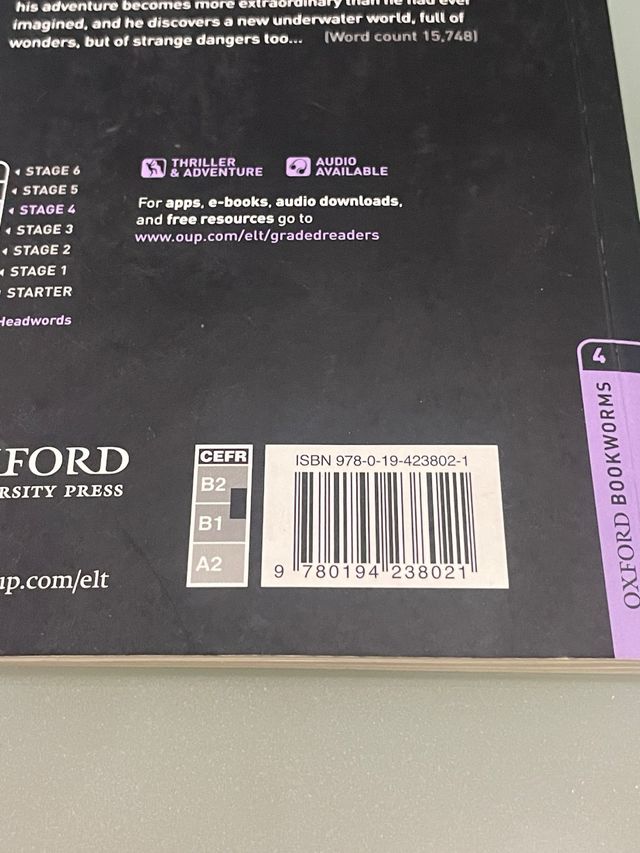 his adventure becomes more extraordinary than he had ever
imagined, and he discovers a new underwater world, full of
wonders, but of strange dangers too... (Word count 15,748)
STAGE 6
STAGE 5
STAGE 4
STAGE 3
STAGE 2
STAGE 1
STARTER
Headwords
THRILLER
& ADVENTURE
AUDIO
AVAILABLE
For apps, e-books, audio downloads,
and free resources go to
www.oup.com/elt/gradedreaders
4
OXFORD BOOKWORMS
FORD
RSITY PRESS
up.com/elt
CEFR
B2
B1
A2
ISBN 978-0-19-423802-1
9 780194 238021